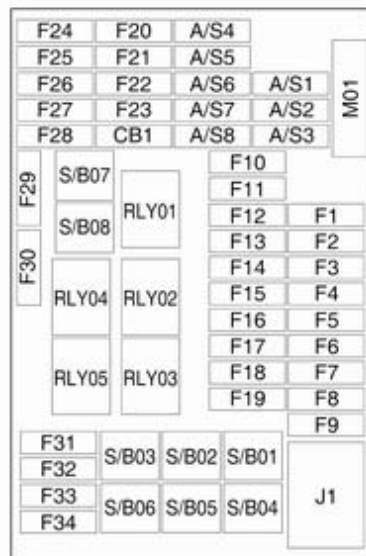 F24 F20 A/S4
F25 F21 A/S5
F26 F22 A/S6 A/S1
F27 F23 A/S7 A/S2
F28 CB1 A/S8 A/S3
M01
F29
S/B07
RLY01
F10
F11
S/B08
F12 F1
F30
F13 F2
F14 F3
RLY04 RLY02
F15 F4
F16 F5
F17 F6
RLY05 RLY03
F18 F7
F19 F8
F9
F31
S/B03 S/B02 S/B01
F32
F33
S/B06 S/B05 S/B04
F34
J1